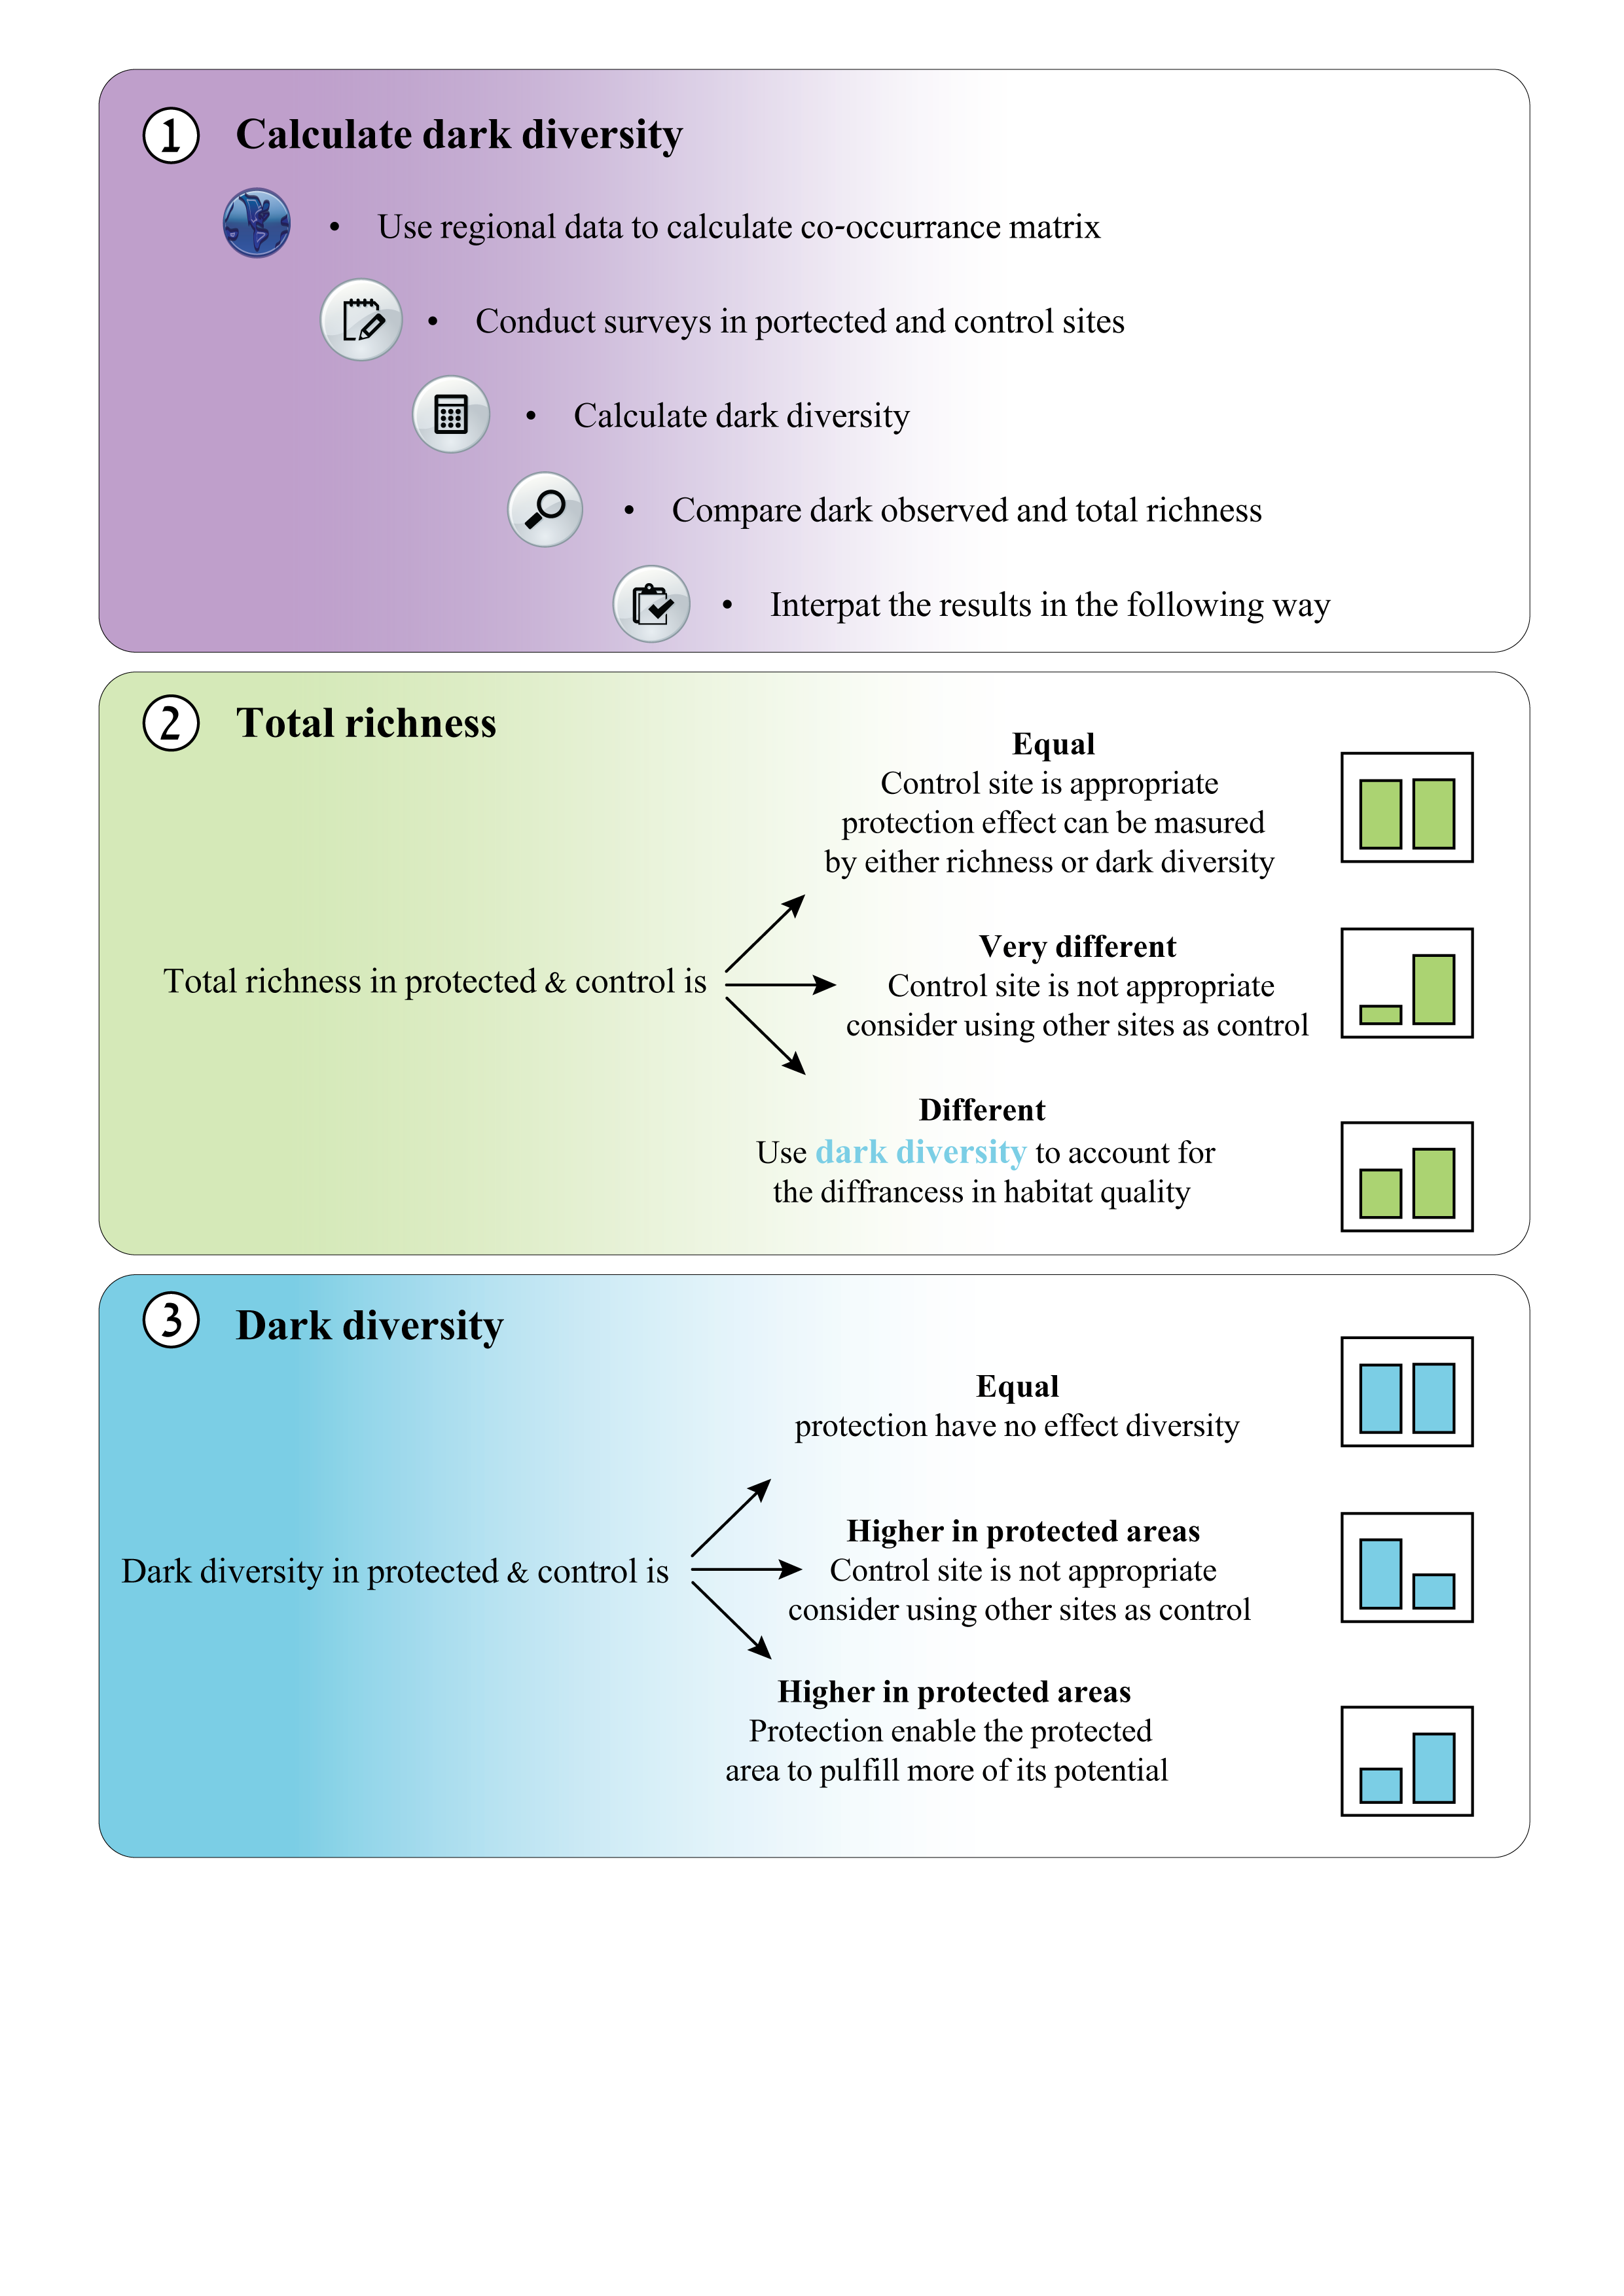 1 Calculate dark diversity
• Use regional data to calculate co-occurrance matrix
• Conduct surveys in portected and control sites
• Calculate dark diversity
• Compare dark observed and total richness
• Interpat the results in the following way
2 Total richness
Total richness in protected & control is
Equal
Control site is appropriate
protection effect can be masured
by either richness or dark diversity
Very different
Control site is not appropriate
consider using other sites as control
Different
Use dark diversity to account for
the diffrancess in habitat quality
3 Dark diversity
Dark diversity in protected & control is
Equal
protection have no effect diversity
Higher in protected areas
Control site is not appropriate
consider using other sites as control
Higher in protected areas
Protection enable the protected
area to pulfill more of its potential